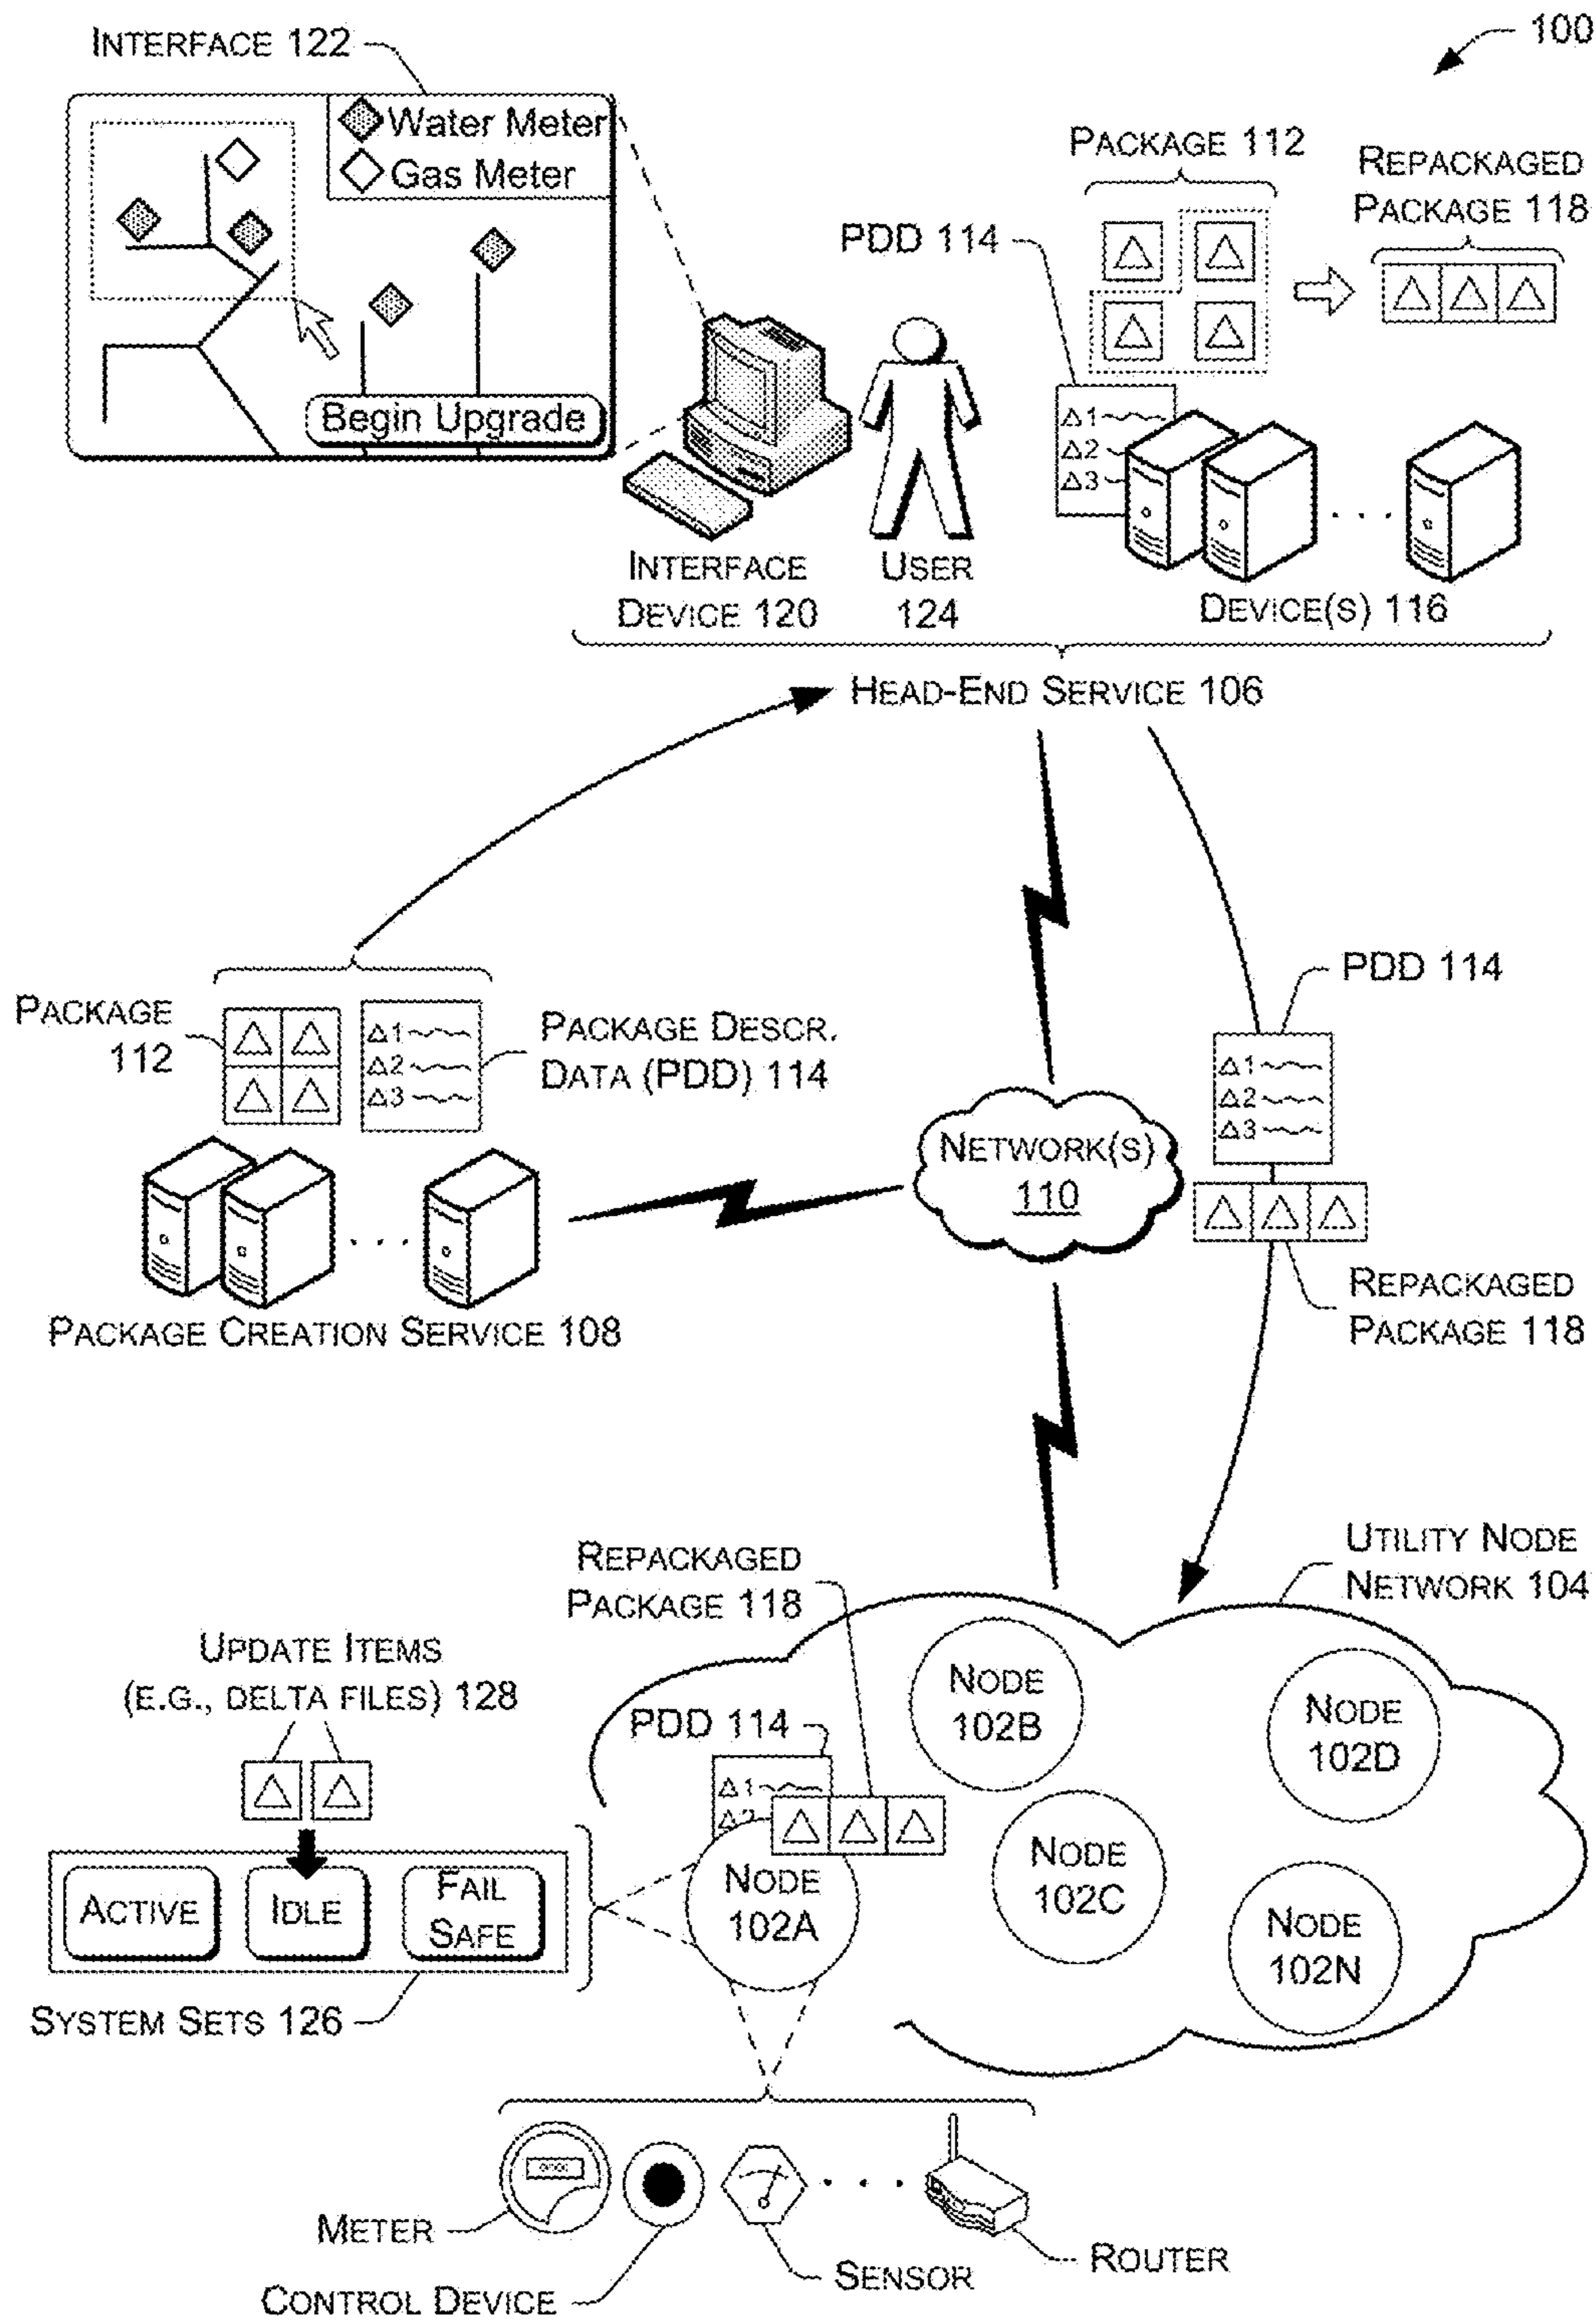 100
INTERFACE 122
Water Meter
Gas Meter
Begin Upgrade
PACKAGE 112
REPACKAGED
PACKAGE 118
PDD 114
Δ1
Δ2
Δ3
INTERFACE
DEVICE 120
USER
124
DEVICE(S) 116
HEAD-END SERVICE 106
PACKAGE
112
Δ1
Δ2
Δ3
PACKAGE DESCR.
DATA (PDD) 114
PACKAGE CREATION SERVICE 108
NETWORK(S)
110
PDD 114
Δ1
Δ2
Δ3
REPACKAGED
PACKAGE 118
UTILITY NODE
NETWORK 104
REPACKAGED
PACKAGE 118
UPDATE ITEMS
(E.G., DELTA FILES) 128
PDD 114
Δ1
Δ2
NODE
102A
NODE
102B
NODE
102C
NODE
102D
NODE
102N
ACTIVE
IDLE
FAIL
SAFE
SYSTEM SETS 126
METER
CONTROL DEVICE
SENSOR
ROUTER